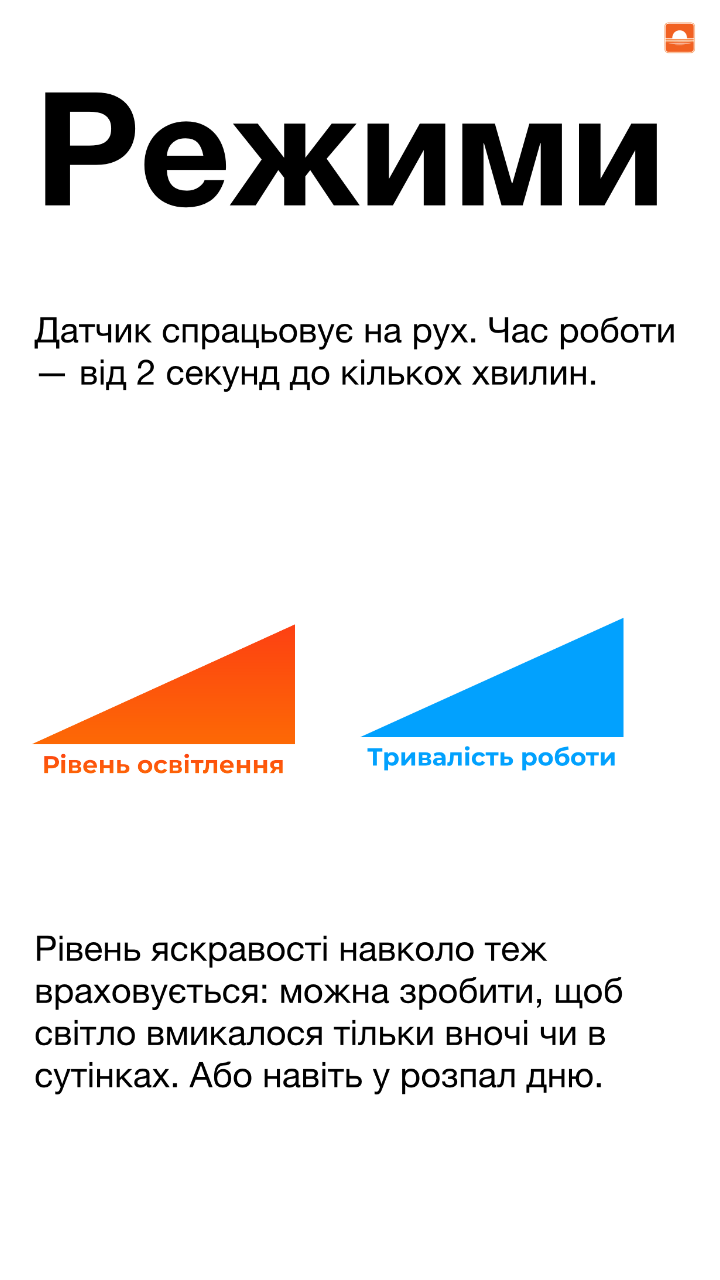 Режими
Датчик спрацьовує на рух. Час роботи
— від 2 секунд до кількох хвилин.
Рівень освітлення
Тривалість роботи
Рівень яскравості навколо теж
враховується: можна зробити, щоб
світло вмикалося тільки вночі чи в
сутінках. Або навіть у розпал дню.